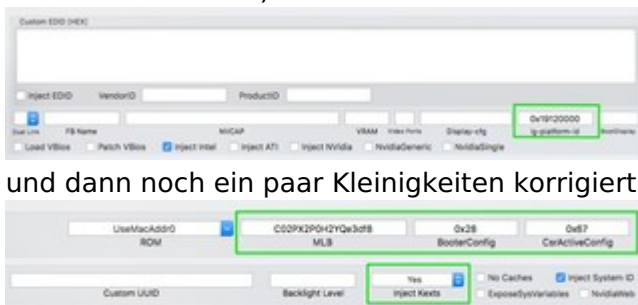 Custom EDID (HEX)
Inject EDID VendorID ProductID
0x19120000
Dual Link FB Name NVCAP VRAM Video Ports Display-cfg ig-platform-id BootDisplay
Load VBios Patch VBios Inject Intel Inject ATI Inject NVidia NvidiaGeneric NvidiaSingle
und dann noch ein paar Kleinigkeiten korrigiert
UseMacAddr0 C02PX2P0H2YQe3df8 0x28 0x67
ROM MLB BooterConfig CsrActiveConfig
Yes No Caches Inject System ID
Custom UUID Backlight Level Inject Kexts ExposeSysVariables NvidiaWeb